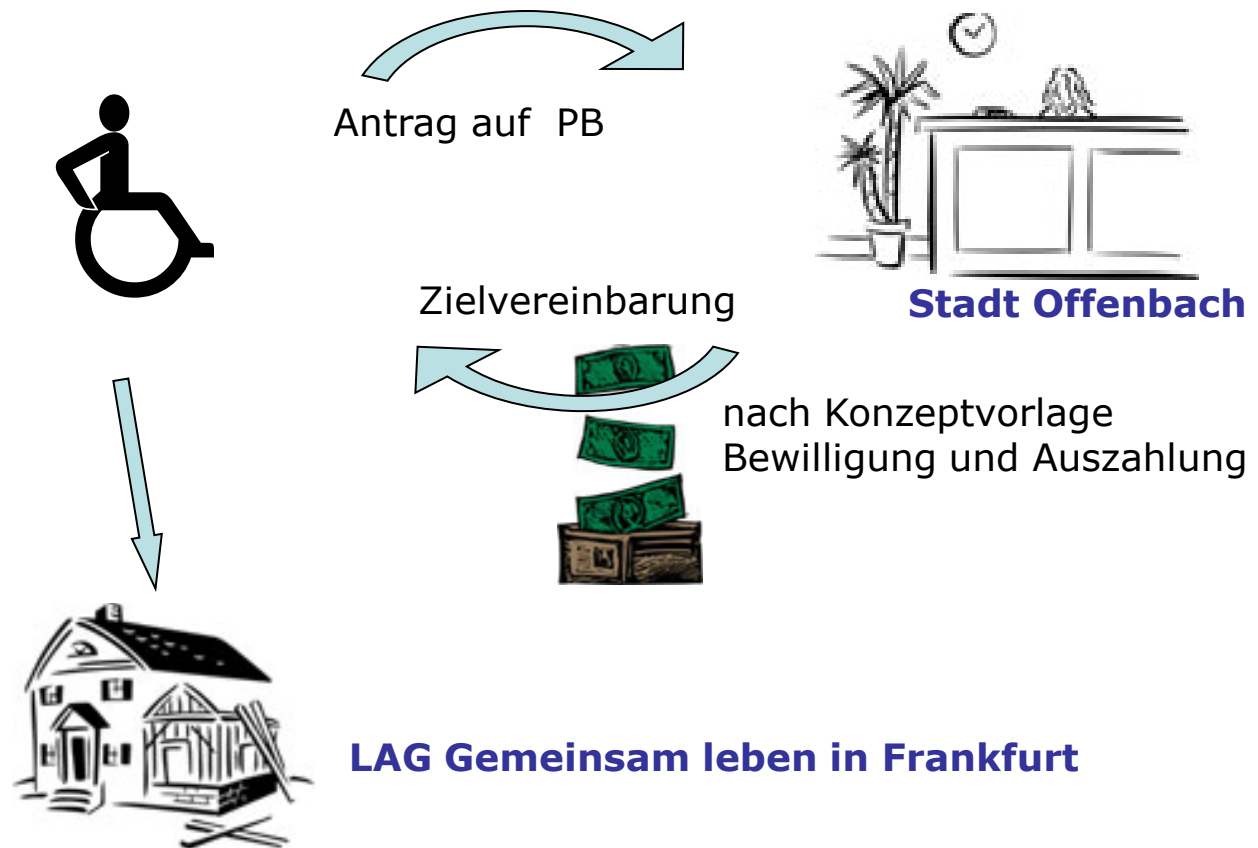 Antrag auf  PB
Zielvereinbarung
Stadt Offenbach
nach Konzeptvorlage
Bewilligung und Auszahlung
LAG Gemeinsam leben in Frankfurt